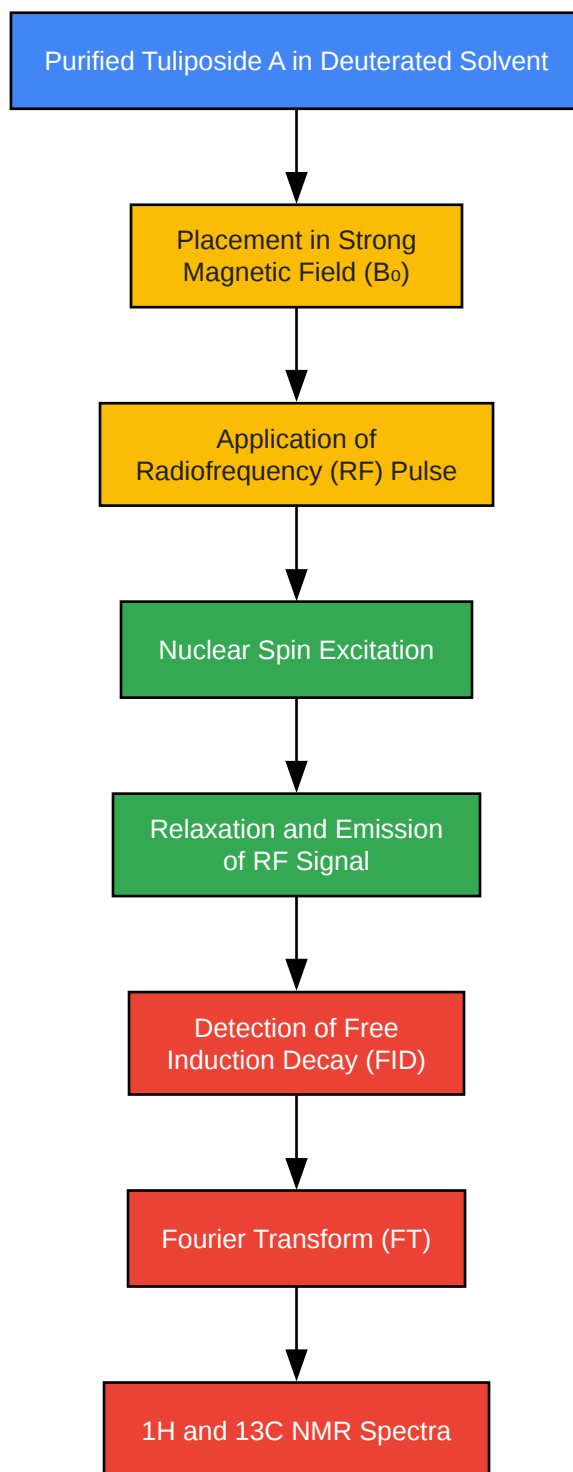 Purified Tuliposide A in Deuterated Solvent
Placement in Strong
Magnetic Field (B₀)
Application of
Radiofrequency (RF) Pulse
Nuclear Spin Excitation
Relaxation and Emission
of RF Signal
Detection of Free
Induction Decay (FID)
Fourier Transform (FT)
1H and 13C NMR Spectra